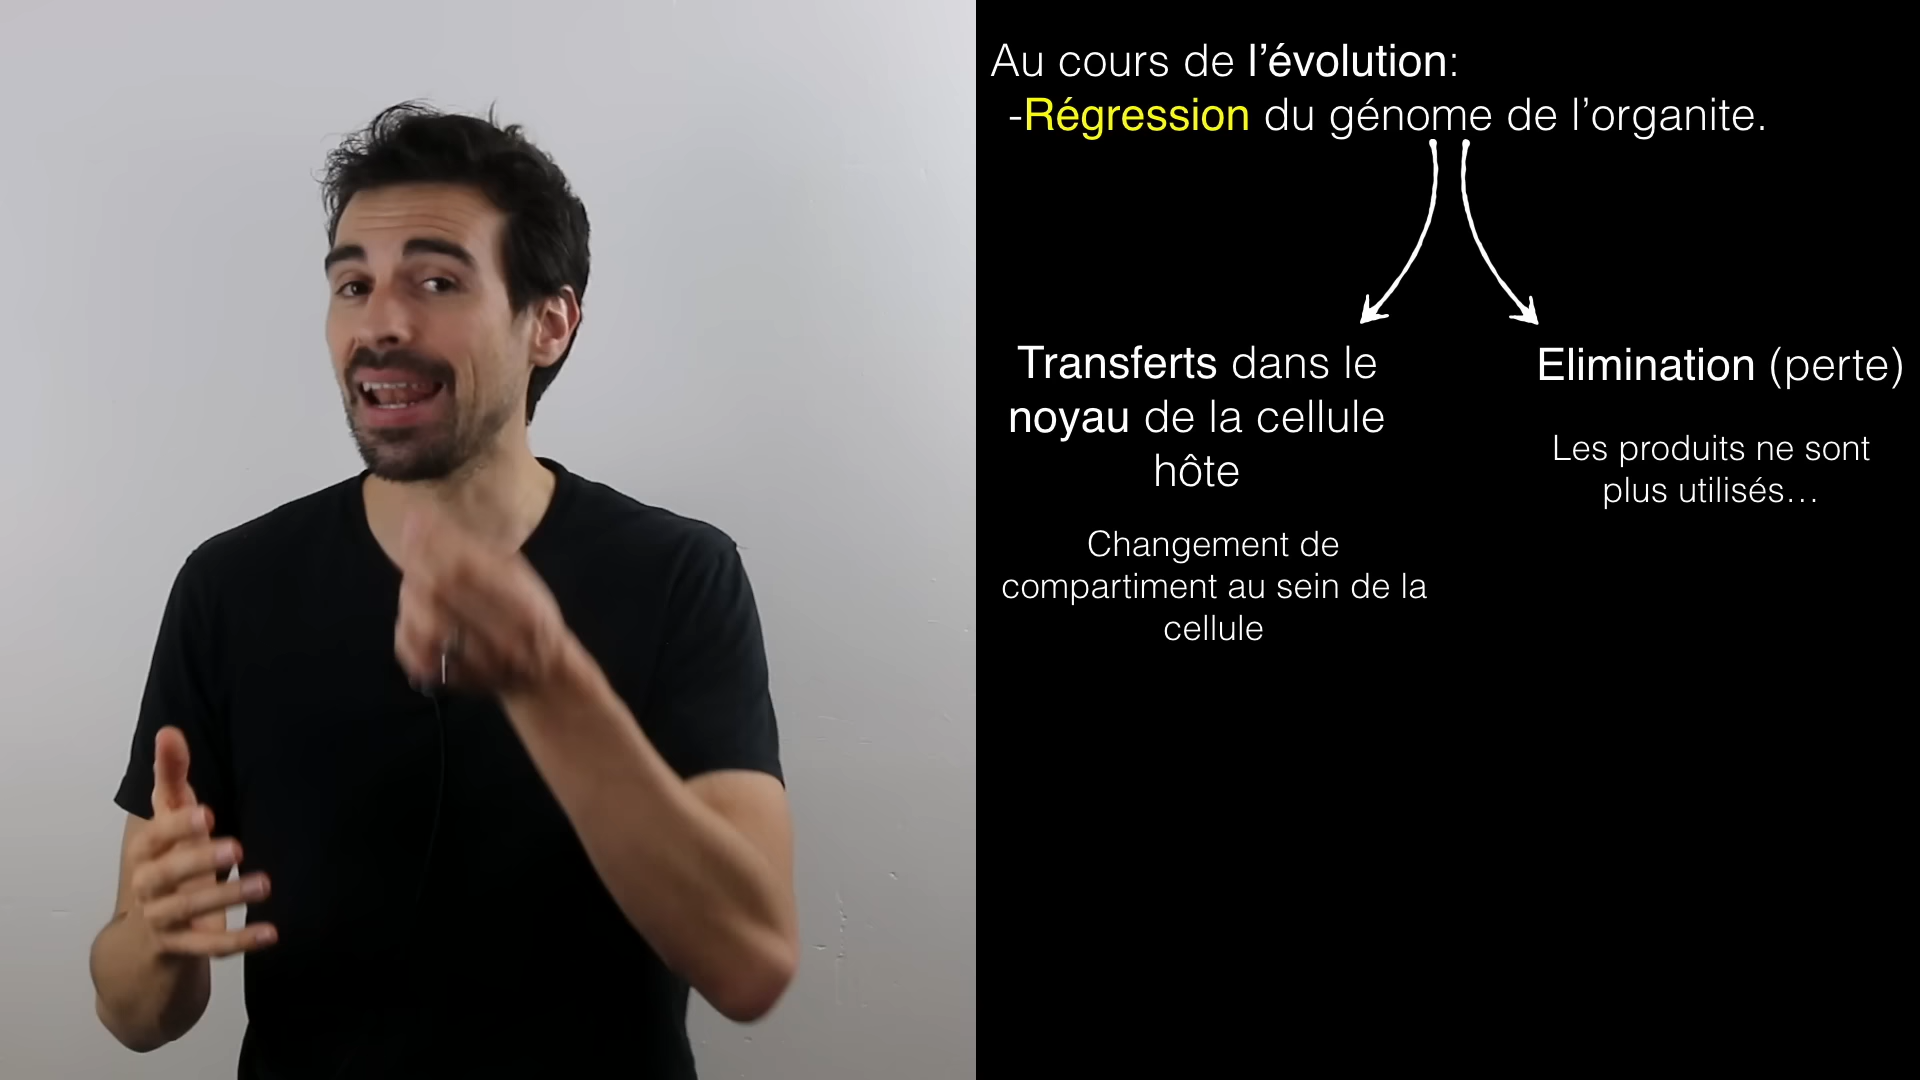 Au cours de l’évolution:
-Régression du génome de l’organite.
Transferts dans le
noyau de la cellule
hôte
Changement de
compartiment au sein de la
cellule
Elimination (perte)
Les produits ne sont
plus utilisés…